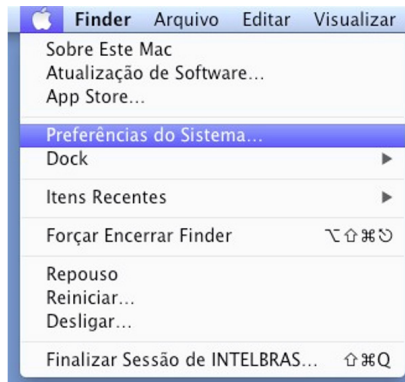 Finder Arquivo Editar Visualizar
Sobre Este Mac
Atualização de Software...
App Store...
Preferências do Sistema...
Dock
Itens Recentes
Forçar Encerrar Finder ⌥⇧⌘⎋
Repouso
Reiniciar...
Desligar...
Finalizar Sessão de INTELBRAS... ⇧⌘Q